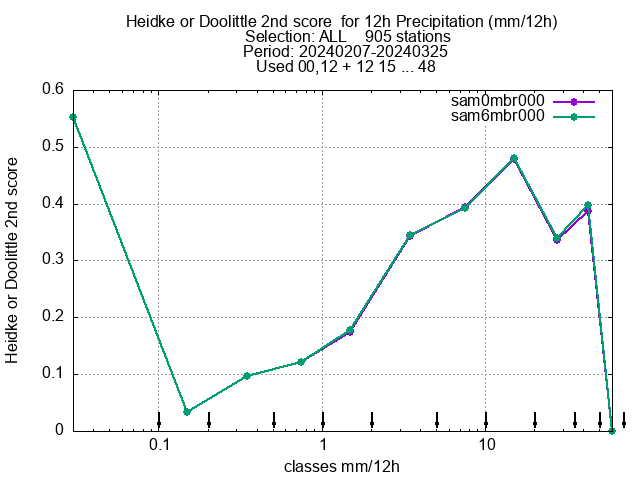 Heidke or Doolittle 2nd score  for 12h Precipitation (mm/12h)
Selection: ALL    905 stations
Period: 20240207-20240325
Used 00,12 + 12 15 ... 48
sam0mbr000
sam6mbr000
Heidke or Doolittle 2nd score
0.6
0.5
0.4
0.3
0.2
0.1
0
0.1
1
10
classes mm/12h